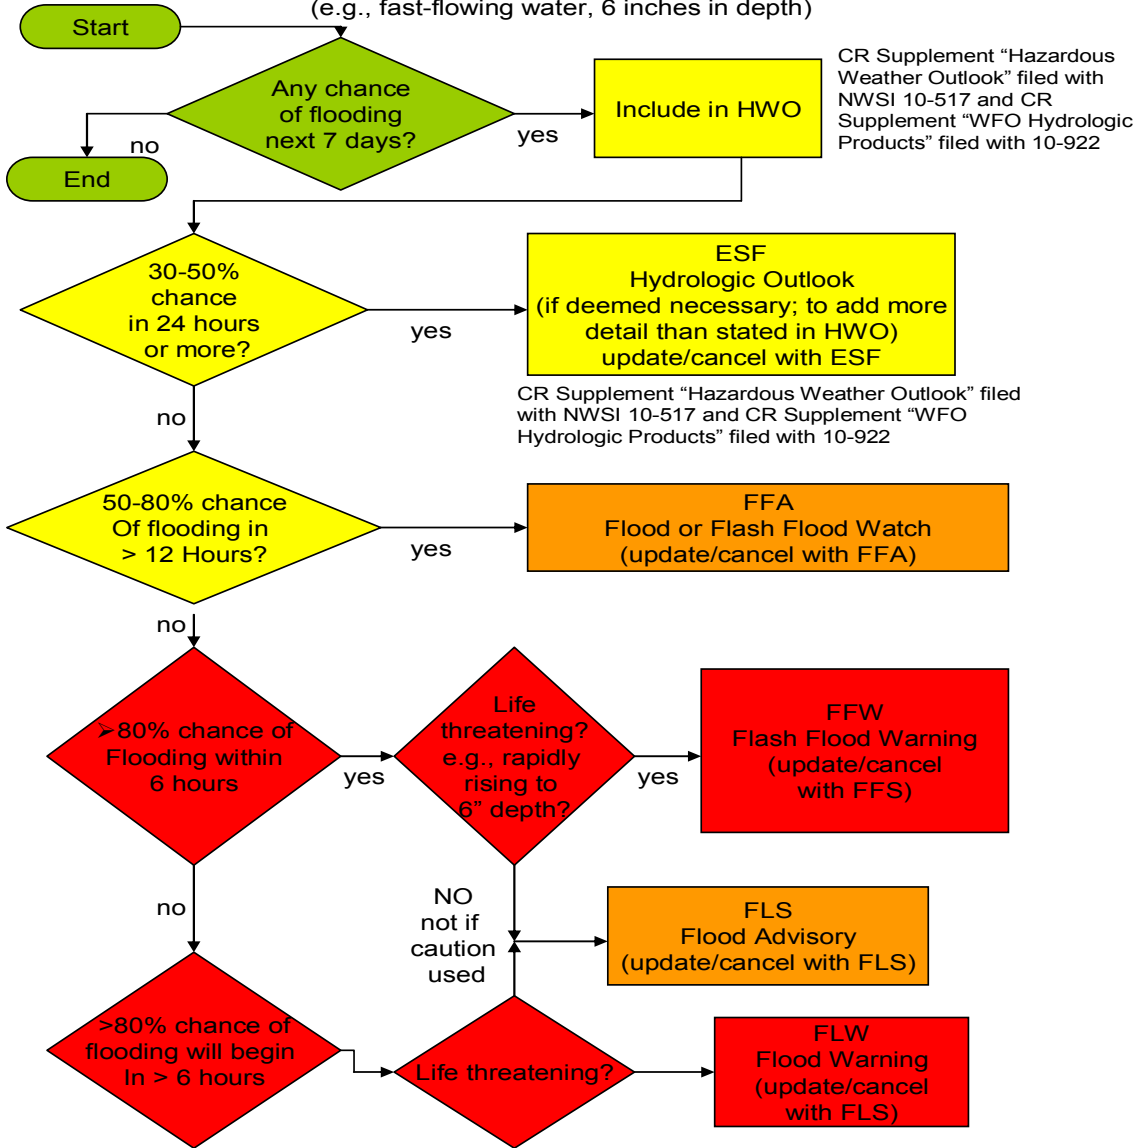 (e.g., fast-flowing water, 6 inches in depth)
Start
Any chance
of flooding
next 7 days?
no
End
yes
Include in HWO
CR Supplement “Hazardous
Weather Outlook” filed with
NWSI 10-517 and CR
Supplement “WFO Hydrologic
Products” filed with 10-922
30-50%
chance
in 24 hours
or more?
yes
ESF
Hydrologic Outlook
(if deemed necessary; to add more
detail than stated in HWO)
update/cancel with ESF
CR Supplement “Hazardous Weather Outlook” filed
with NWSI 10-517 and CR Supplement “WFO
Hydrologic Products” filed with 10-922
no
50-80% chance
Of flooding in
> 12 Hours?
yes
FFA
Flood or Flash Flood Watch
(update/cancel with FFA)
no
➢80% chance of
Flooding within
6 hours
yes
Life
threatening?
e.g., rapidly
rising to
6” depth?
yes
FFW
Flash Flood Warning
(update/cancel
with FFS)
no
NO
not if
caution
used
FLS
Flood Advisory
(update/cancel with FLS)
>80% chance of
flooding will begin
In > 6 hours
Life threatening?
FLW
Flood Warning
(update/cancel
with FLS)